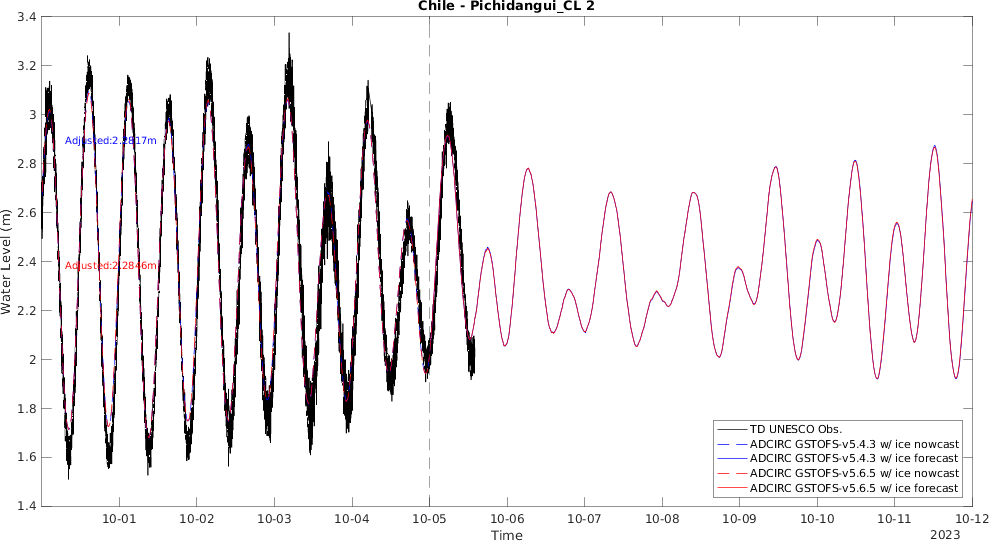 Chile - Pichidangui_CL 2
3.4
3.2
3
2.8
2.6
2.4
2.2
2
1.8
1.6
1.4
Water Level (m)
Adjusted:2.2817m
Adjusted:2.2846m
TD UNESCO Obs.
ADCIRC GSTOFS-v5.4.3 w/ ice nowcast
ADCIRC GSTOFS-v5.4.3 w/ ice forecast
ADCIRC GSTOFS-v5.6.5 w/ ice nowcast
ADCIRC GSTOFS-v5.6.5 w/ ice forecast
10-01 10-02 10-03 10-04 10-05 10-06 10-07 10-08 10-09 10-10 10-11 10-12
Time
2023